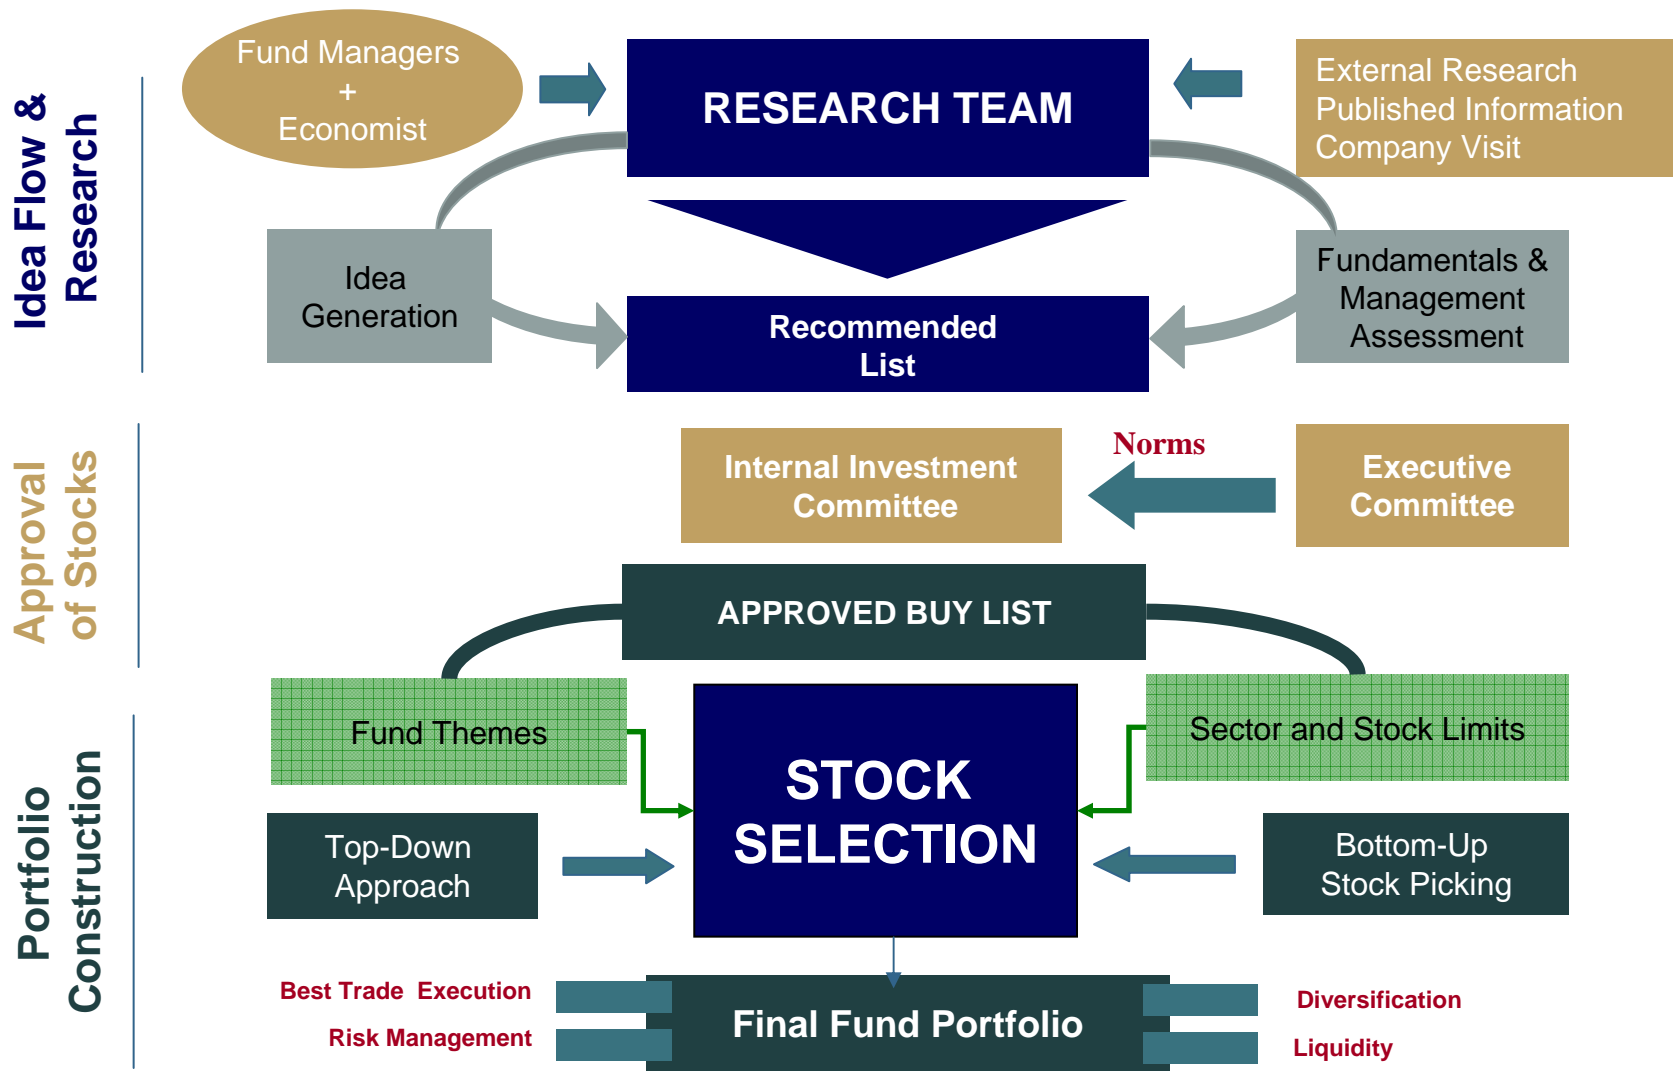 Idea Flow &
Research
Fund Managers
+
Economist
RESEARCH TEAM
External Research
Published Information
Company Visit
Idea
Generation
Recommended
List
Fundamentals &
Management
Assessment
Approval
of Stocks
Internal Investment
Committee
Norms
Executive
Committee
APPROVED BUY LIST
Portfolio
Construction
Fund Themes
STOCK
SELECTION
Sector and Stock Limits
Top-Down
Approach
Bottom-Up
Stock Picking
Best Trade  Execution
Risk Management
Final Fund Portfolio
Diversification
Liquidity